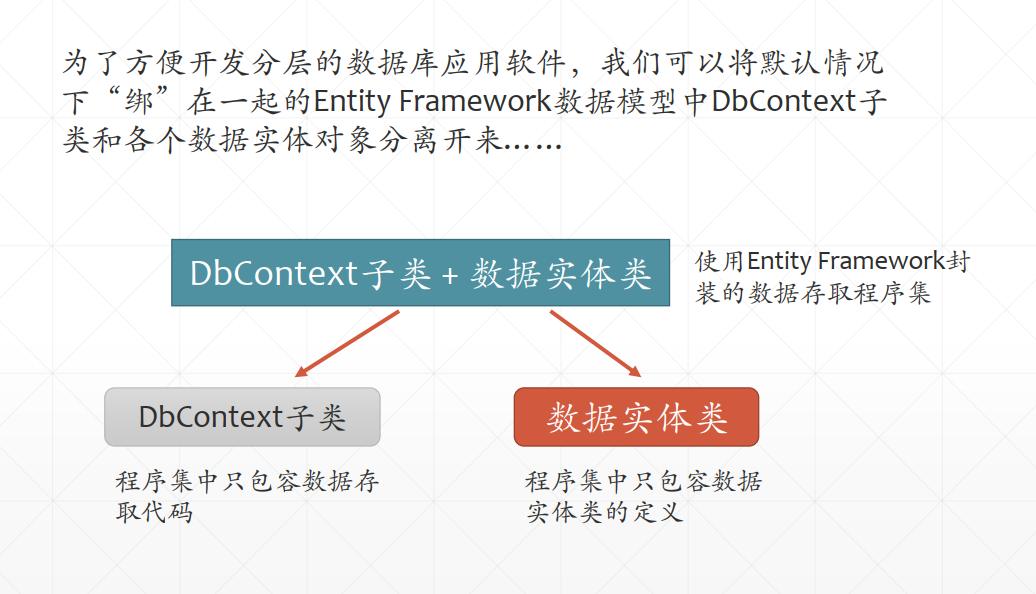 为了方便开发分层的数据库应用软件，我们可以将默认情况
下“绑”在一起的Entity Framework数据模型中DbContext子
类和各个数据实体对象分离开来……
DbContext子类 + 数据实体类
使用Entity Framework封
装的数据存取程序集
DbContext子类
数据实体类
程序集中只包容数据存
取代码
程序集中只包容数据
实体类的定义